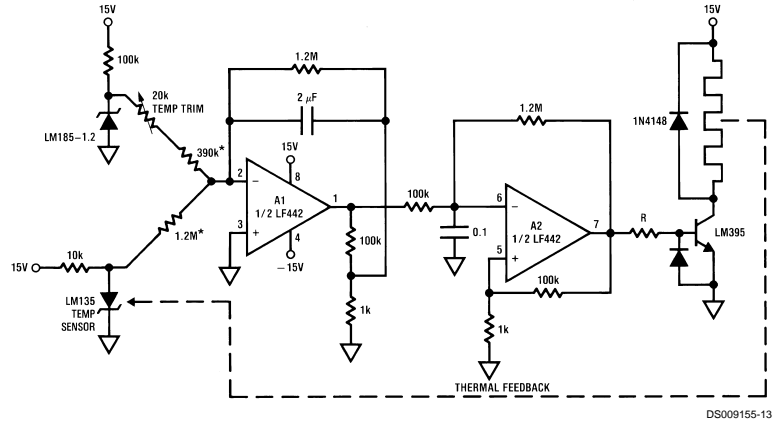 15V
100k
20k
TEMP TRIM
LM185–1.2
390k*
1.2M*
15V
10k
LM135
TEMP
SENSOR
1.2M
2 μF
15V
2
–
8
A1
1/2 LF442
1
3
+
4
–15V
100k
1k
100k
0.1
1.2M
6
–
A2
1/2 LF442
7
5
+
100k
1k
R
15V
1N4148
LM395
THERMAL FEEDBACK
DS009155-13